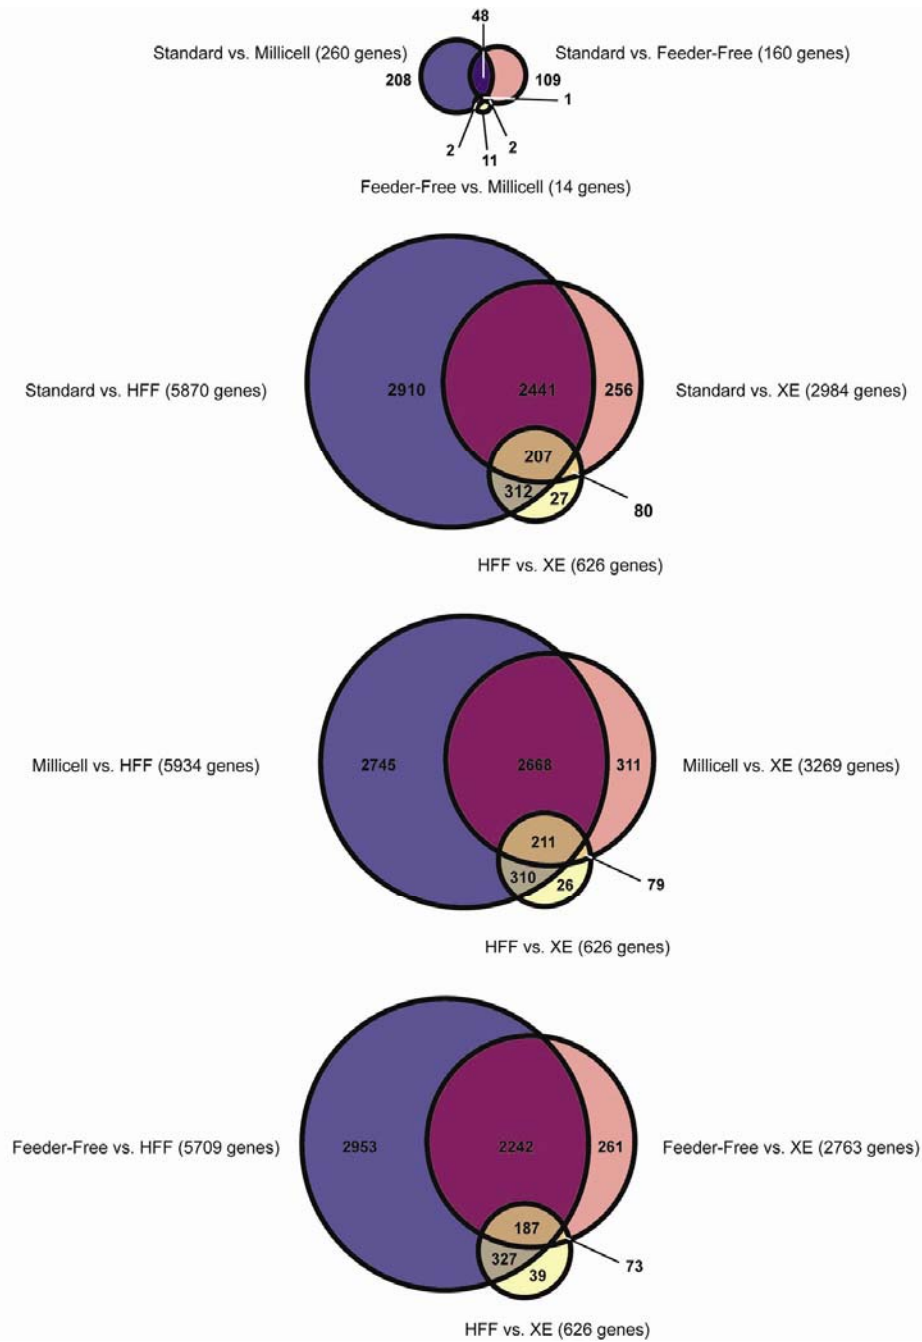 48
Standard vs. Millicell (260 genes)
Standard vs. Feeder-Free (160 genes)
208
109
1
2
2
11
Feeder-Free vs. Millicell (14 genes)
Standard vs. HFF (5870 genes)
2910
2441
256
Standard vs. XE (2984 genes)
207
312
27
80
HFF vs. XE (626 genes)
Millicell vs. HFF (5934 genes)
2745
2668
311
Millicell vs. XE (3269 genes)
211
310
26
79
HFF vs. XE (626 genes)
Feeder-Free vs. HFF (5709 genes)
2953
2242
261
Feeder-Free vs. XE (2763 genes)
187
327
39
73
HFF vs. XE (626 genes)